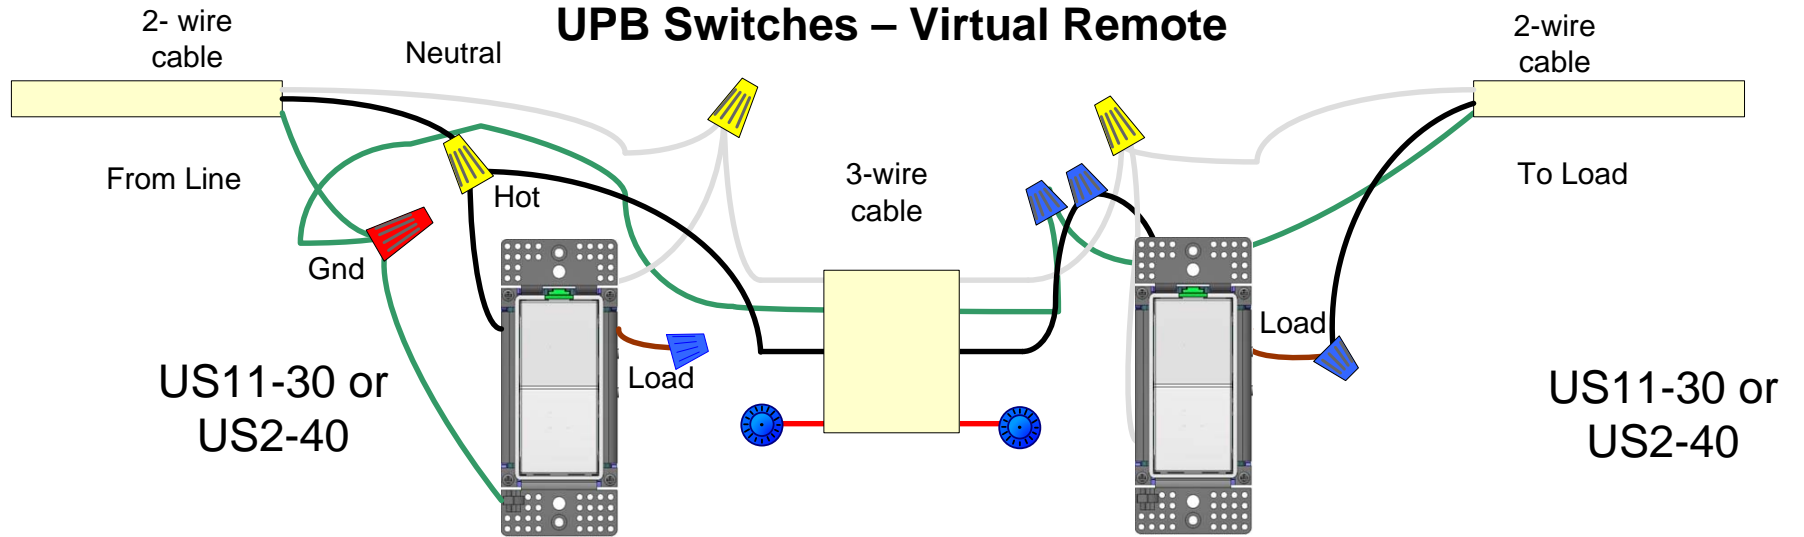 UPB Switches – Virtual Remote
2- wire
cable
Neutral
2-wire
cable
From Line
Hot
3-wire
cable
To Load
Gnd
Load
Load
US11-30 or
US2-40
US11-30 or
US2-40